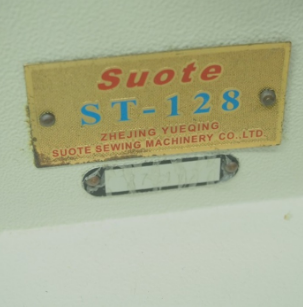 Suote
ST-128
ZHEJING YUEQING
SUOTE SEWING MACHINERY CO.,LTD.